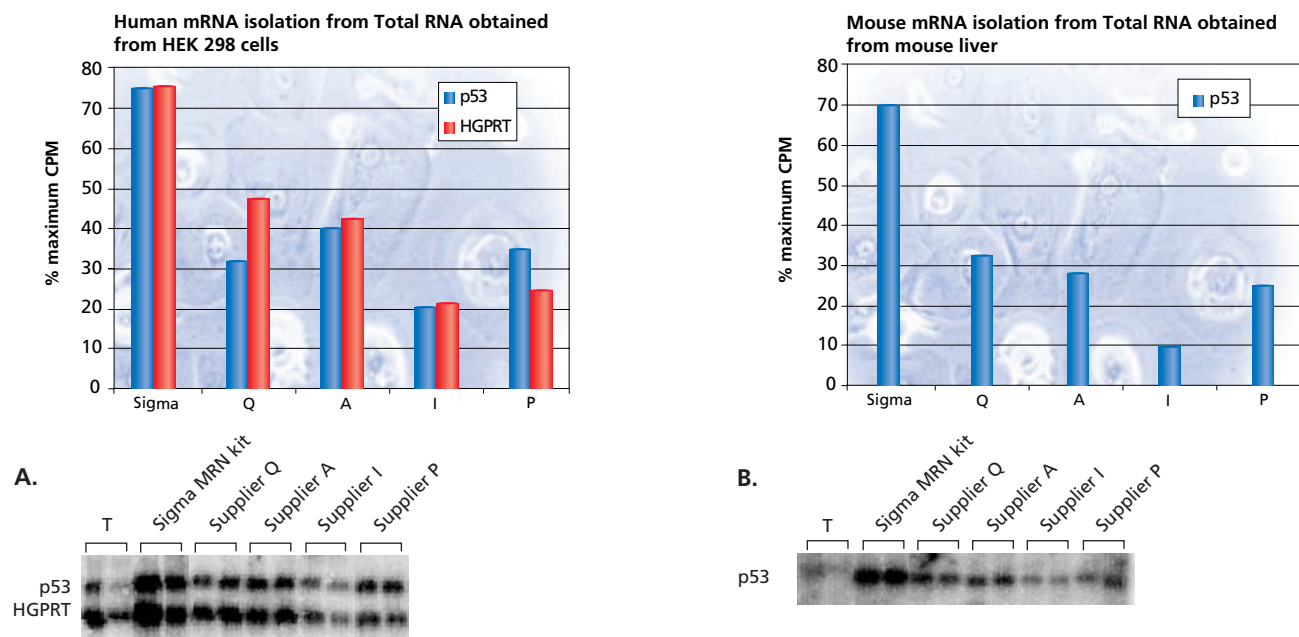 Human mRNA isolation from Total RNA obtained
from HEK 298 cells
80
70
60
50
40
30
20
10
0
% maximum CPM
p53
HGPRT
Sigma
Q
A
I
P
Mouse mRNA isolation from Total RNA obtained
from mouse liver
80
70
60
50
40
30
20
10
0
% maximum CPM
p53
Sigma
Q
A
I
P
A.
T
Sigma MRN kit
Supplier Q
Supplier A
Supplier I
Supplier P
p53
HGPRT
B.
T
Sigma MRN kit
Supplier Q
Supplier A
Supplier I
Supplier P
p53